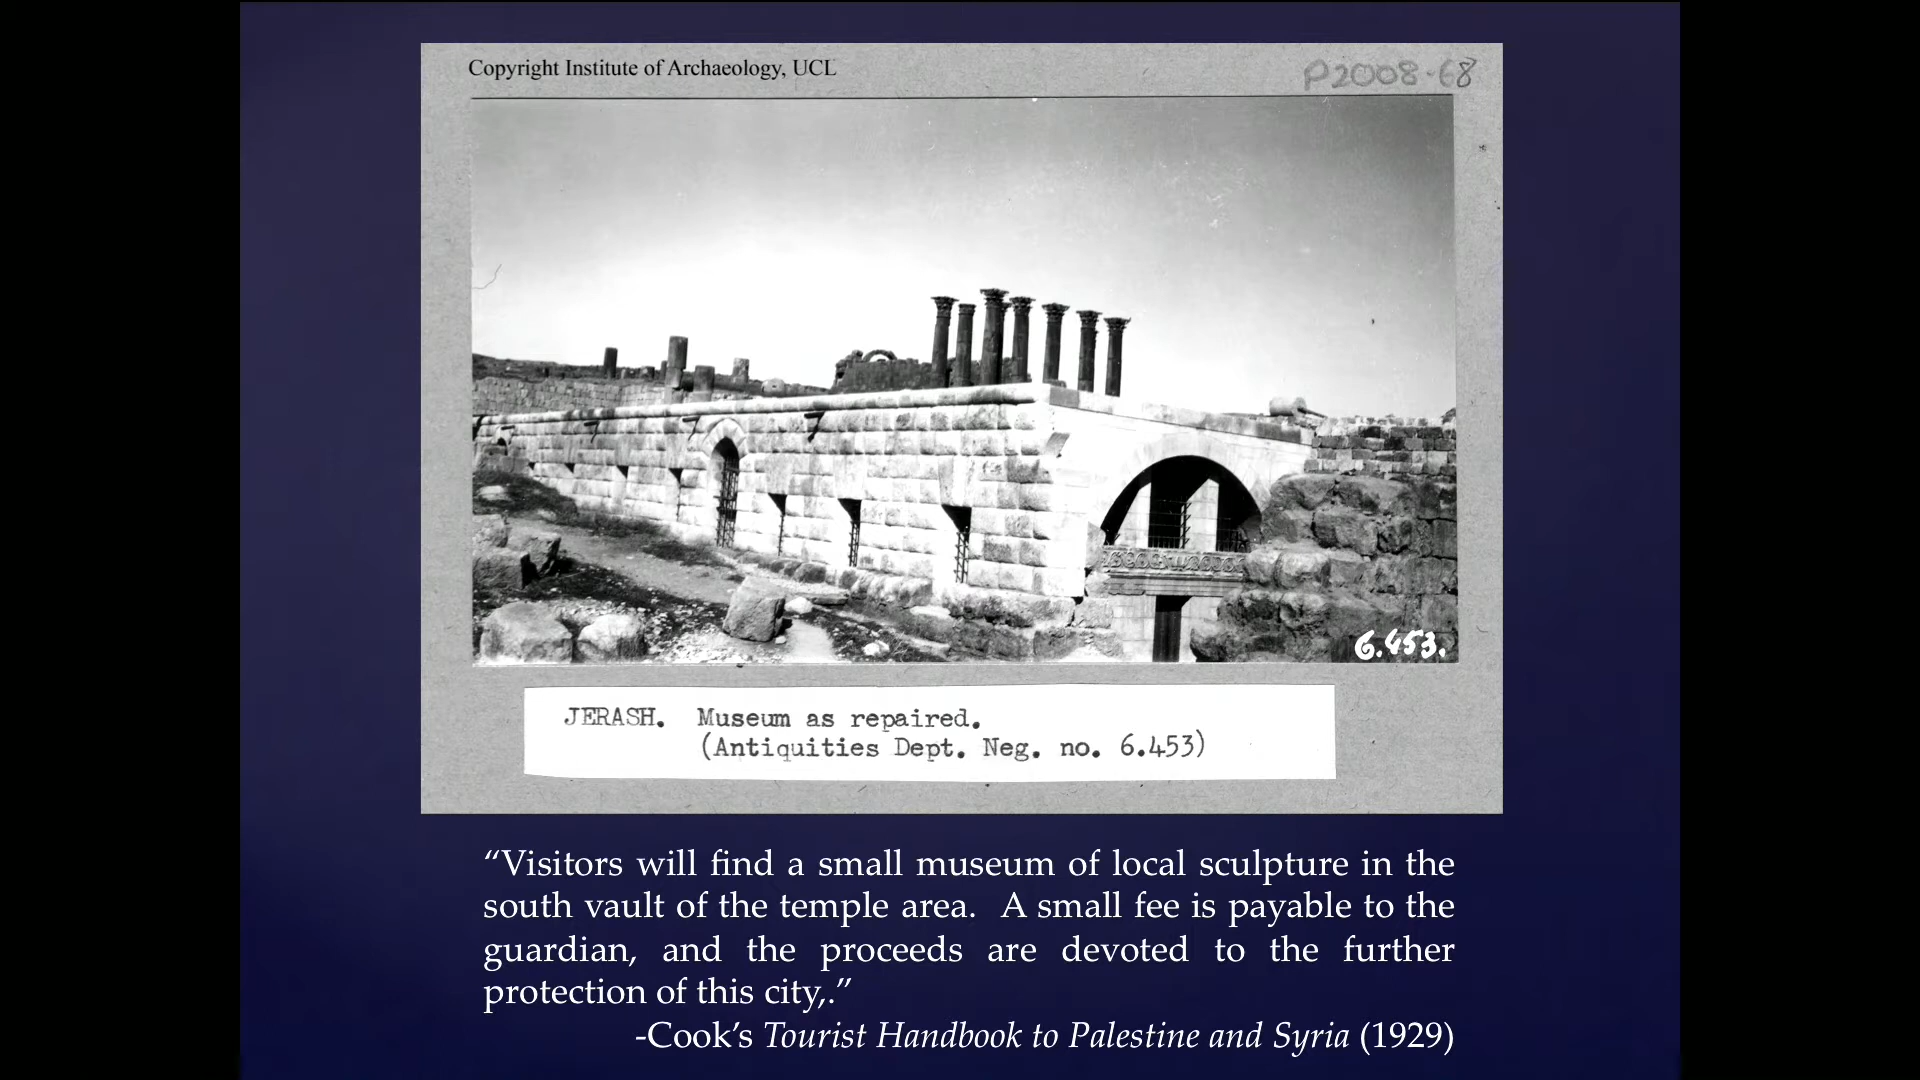 Copyright Institute of Archaeology, UCL
P2008-68
6.453.
JERASH. Museum as repaired.
(Antiquities Dept. Neg. no. 6.453)
“Visitors will find a small museum of local sculpture in the
south vault of the temple area. A small fee is payable to the
guardian, and the proceeds are devoted to the further
protection of this city,.”
-Cook’s Tourist Handbook to Palestine and Syria (1929)